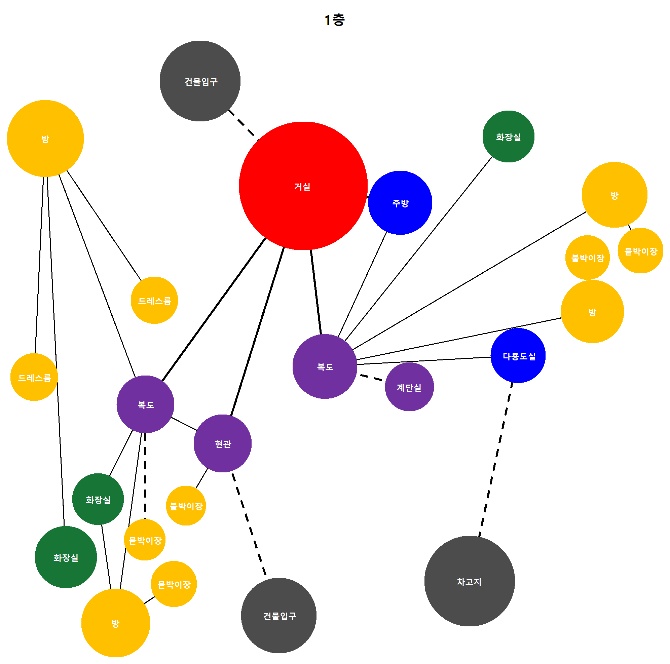 1층
건물입구
방
화장실
거실
방
주방
붙박이장
붙박이장
드레스룸
방
다용도실
복도
드레스룸
계단실
복도
현관
화장실
붙박이장
붙박이장
화장실
차고지
붙박이장
건물입구
방